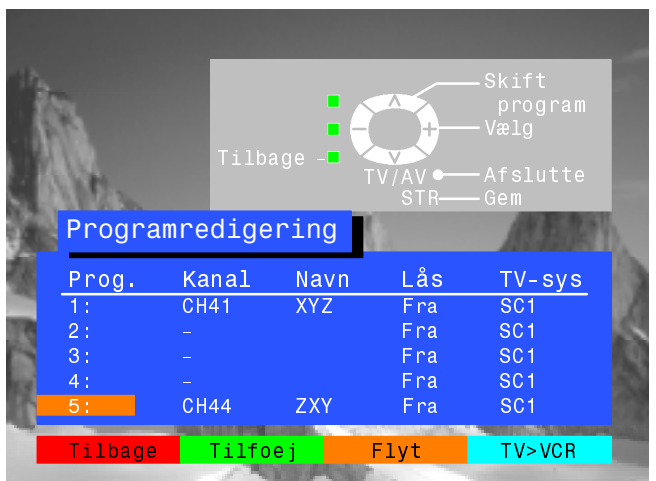 Skift
program
Vælg
Tilbage
TV/AV Afslutte
STR Gem
Programredigering
Prog. Kanal Navn Lås TV-sys
1: CH41 XYZ Fra SC1
2: - Fra SC1
3: - Fra SC1
4: - Fra SC1
5: CH44 ZXY Fra SC1
Tilbage Tilfoej Flyt TV>VCR